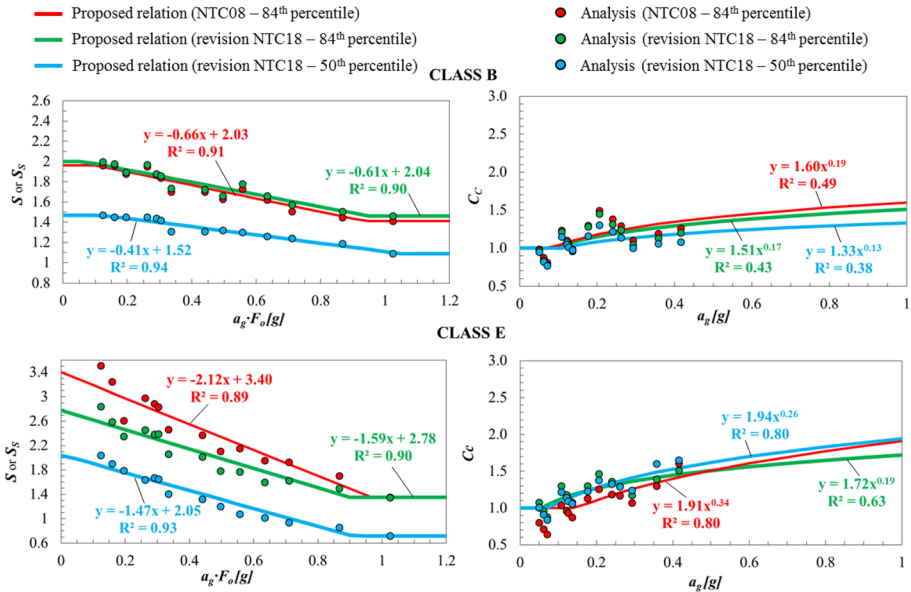 Proposed relation (NTC08 – 84th percentile) Analysis (NTC08 – 84th percentile)
Proposed relation (revision NTC18 – 84th percentile) Analysis (revision NTC18 – 84th percentile)
Proposed relation (revision NTC18 – 50th percentile) Analysis (revision NTC18 – 50th percentile)
CLASS B
S or SS
2.6
2.4
2.2
2
1.8
1.6
1.4
1.2
1
0.8
y = -0.66x + 2.03
R² = 0.91
y = -0.61x + 2.04
R² = 0.90
y = -0.41x + 1.52
R² = 0.94
0 0.2 0.4 0.6 0.8 1 1.2
ag·Fo[g]
CC
3.0
2.5
2.0
1.5
1.0
0.5
y = 1.60x0.19
R² = 0.49
y = 1.51x0.17
R² = 0.43
y = 1.33x0.13
R² = 0.38
0 0.2 0.4 0.6 0.8 1
ag[g]
CLASS E
S or SS
3.4
3
2.6
2.2
1.8
1.4
1
0.6
y = -2.12x + 3.40
R² = 0.89
y = -1.59x + 2.78
R² = 0.90
y = -1.47x + 2.05
R² = 0.93
0 0.2 0.4 0.6 0.8 1 1.2
ag·Fo[g]
Cc
3.0
2.5
2.0
1.5
1.0
0.5
y = 1.94x0.26
R² = 0.80
y = 1.91x0.34
R² = 0.80
y = 1.72x0.19
R² = 0.63
0 0.2 0.4 0.6 0.8 1
ag[g]